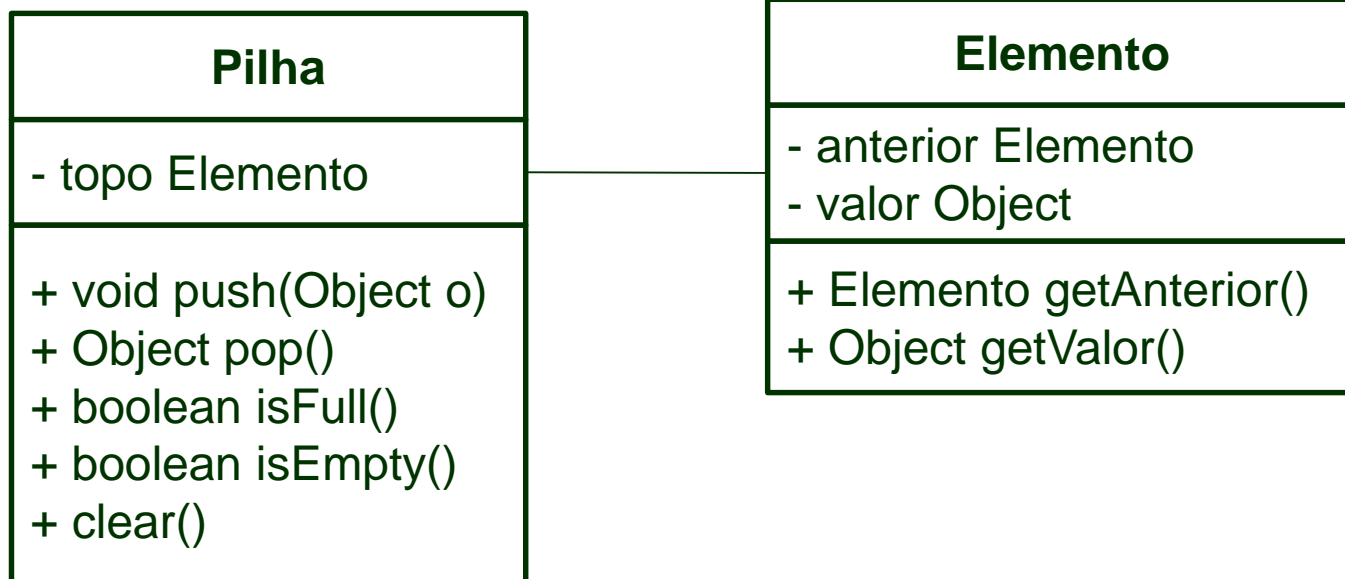 Pilha
- topo Elemento
+ void push(Object o)
+ Object pop()
+ boolean isFull()
+ boolean isEmpty()
+ clear()
Elemento
- anterior Elemento
- valor Object
+ Elemento getAnterior()
+ Object getValor()